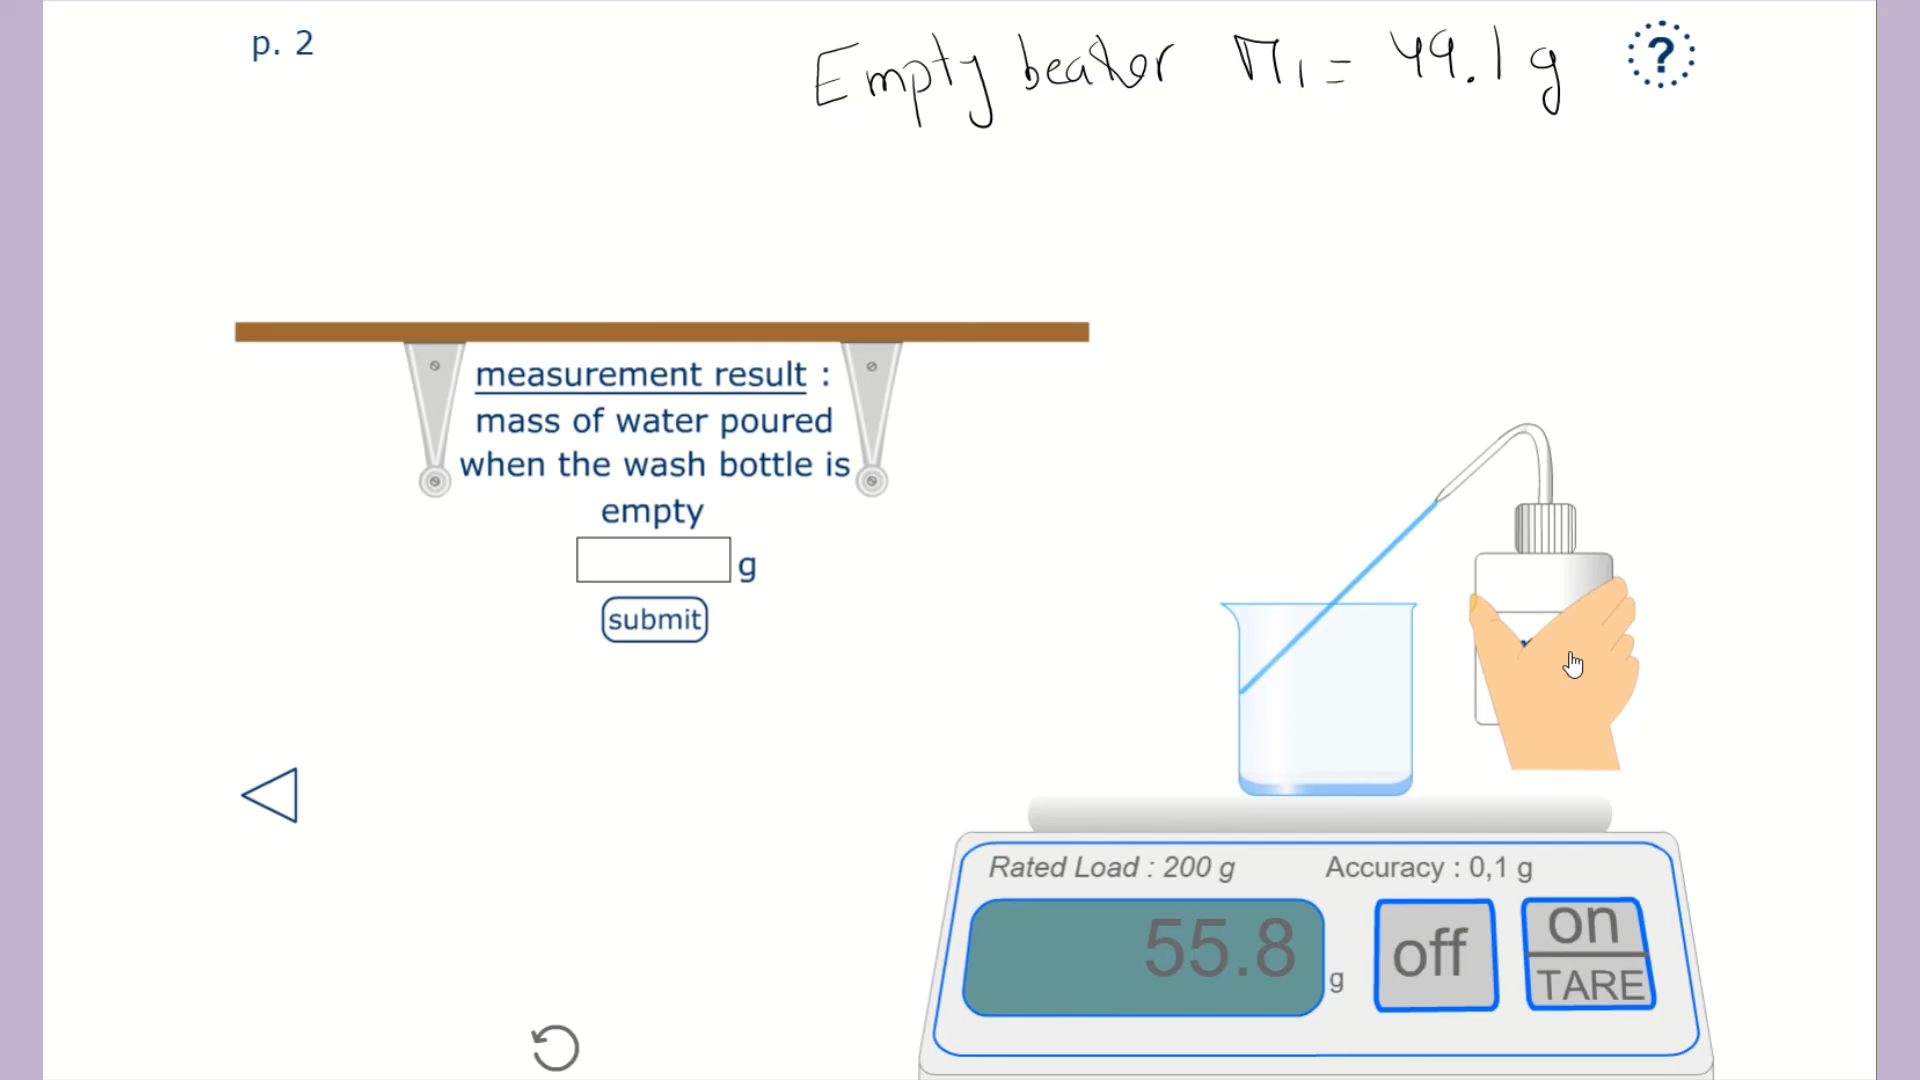 p. 2
Empty beaker m1 = 49.1 g
?
measurement result :
mass of water poured
when the wash bottle is
empty
g
submit
Rated Load : 200 g
Accuracy : 0,1 g
55.8
g
off
on
TARE